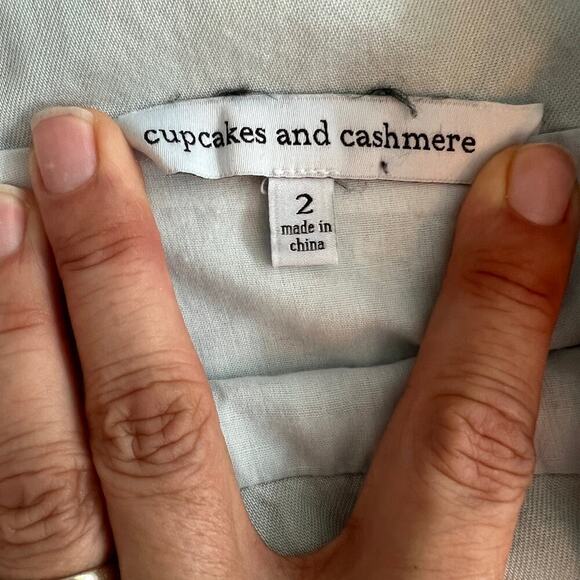 cupcakes and cashmere
2
made in
china